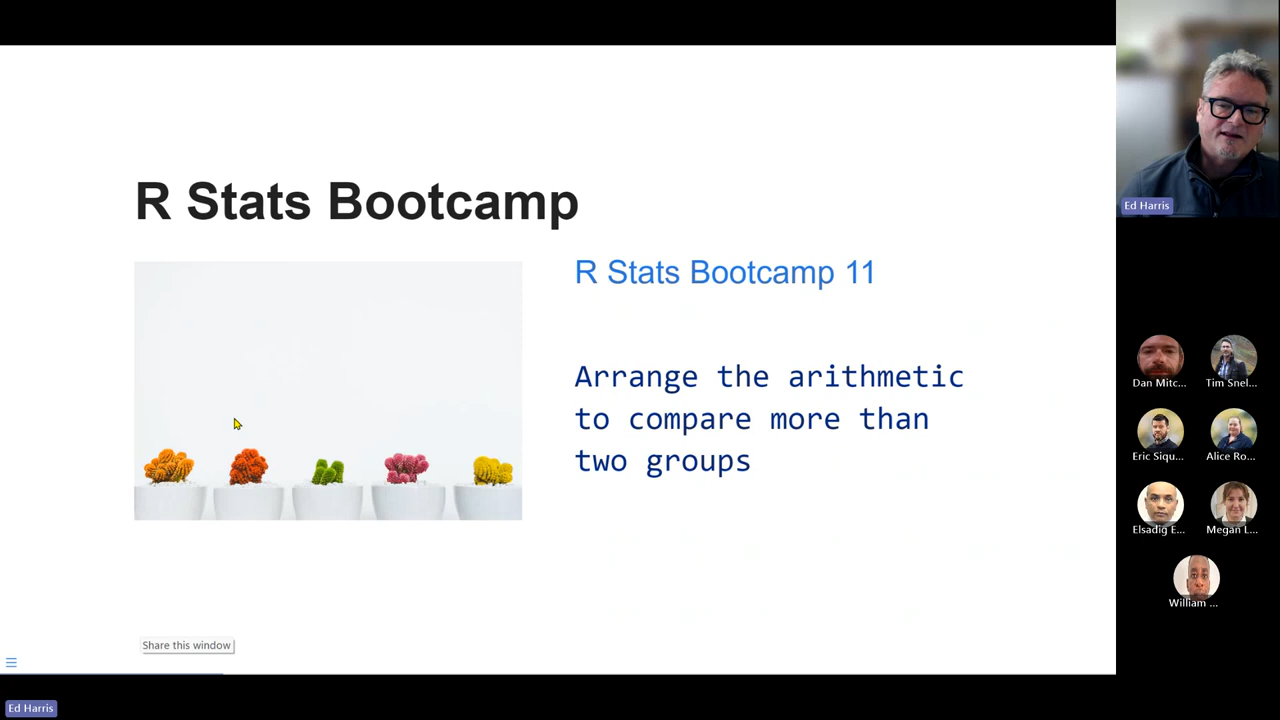 R Stats Bootcamp
R Stats Bootcamp 11
Arrange the arithmetic
to compare more than
two groups
Share this window
Ed Harris
Ed Harris
Dan Mitc...
Tim Snel...
Eric Siqu...
Alice Ro...
Elsadig E...
Megan L...
William ...